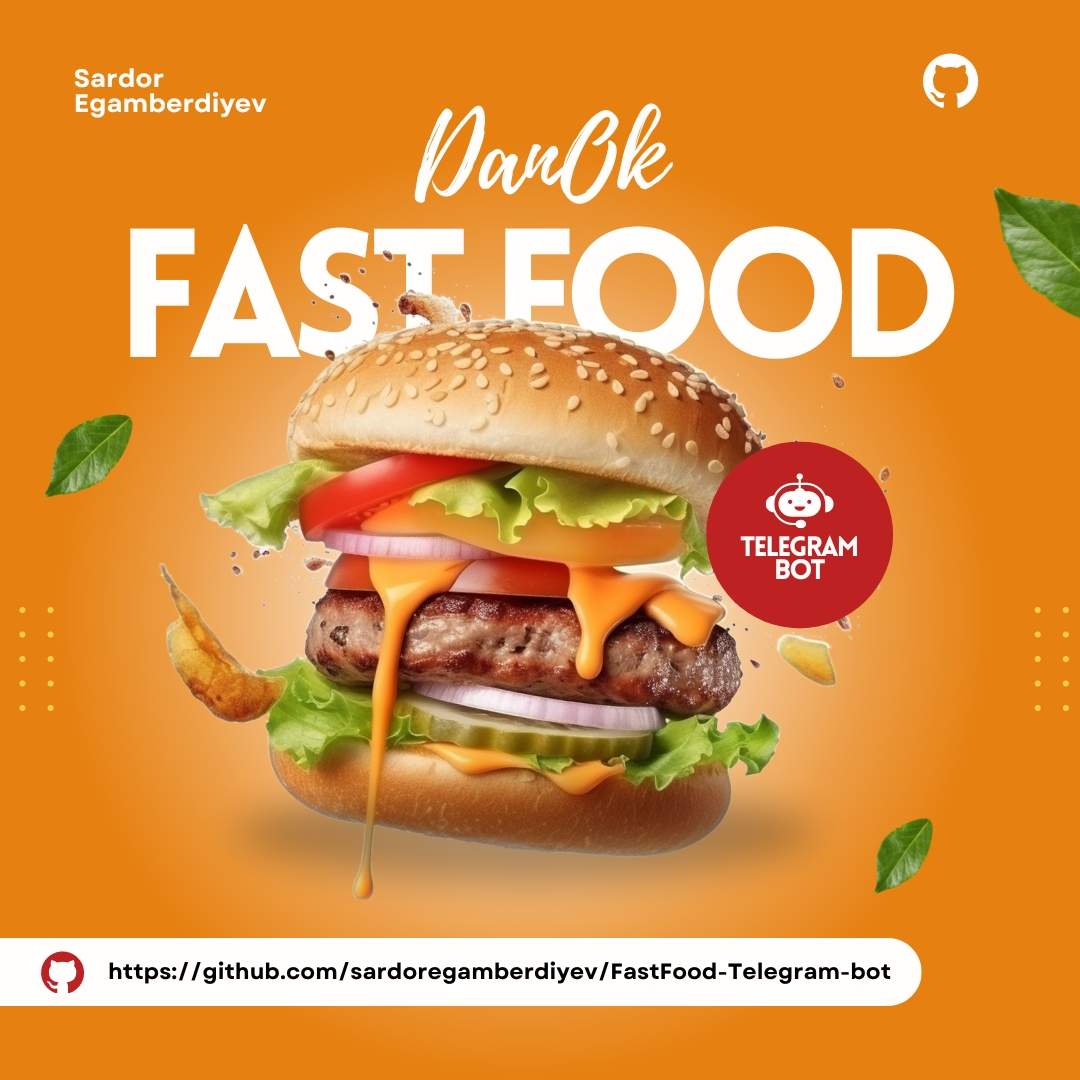 Sardor
Egamberdiyev
DanOk
FAST FOOD
TELEGRAM
BOT
https://github.com/sardoregamberdiyev/FastFood-Telegram-bot